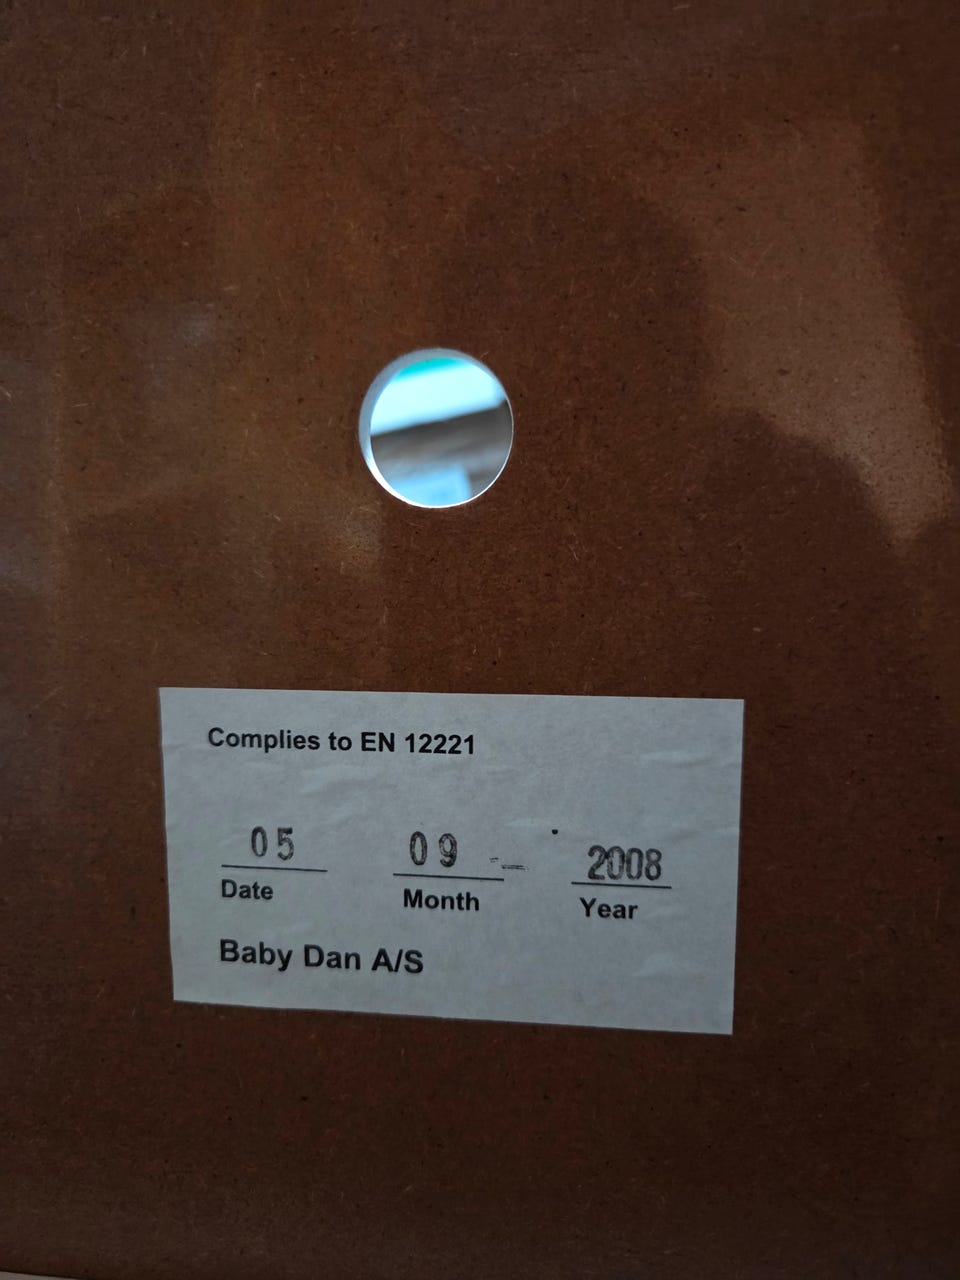 Complies to EN 12221
05 09 2008
Date Month Year
Baby Dan A/S